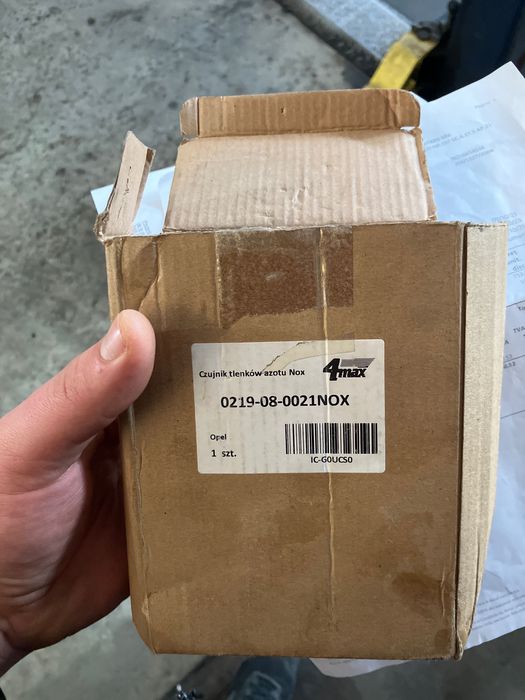 Czujnik tlenków azotu Nox
4max
0219-08-0021NOX
Opel
1 szt.
IC-G0UCS0